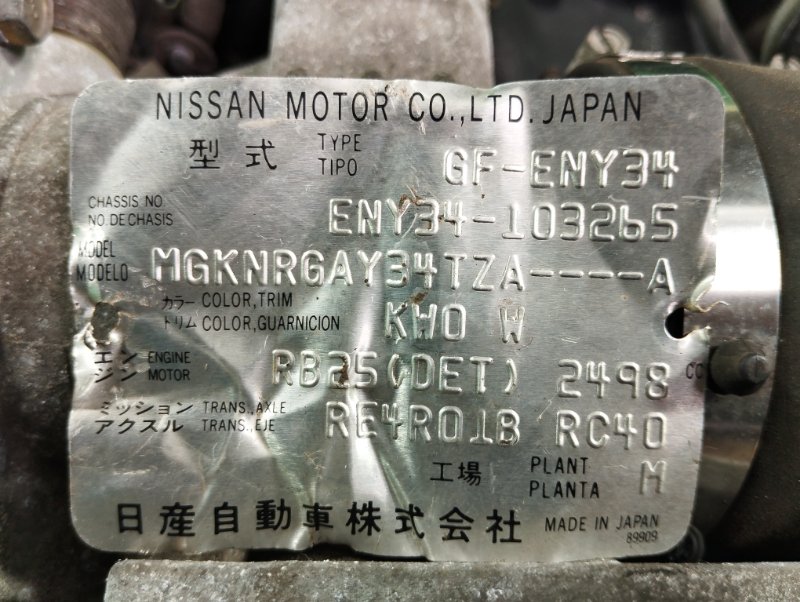 NISSAN MOTOR CO.,LTD. JAPAN
型式 TYPE TIPO GF-ENY34
CHASSIS NO. NO. DE CHASIS ENY34-103265
MODEL MODELO MGKNRGAY34TZA----A
カラー COLOR,TRIM トリム COLOR,GUARNICION KW0 W
エンジン ENGINE MOTOR RB25(DET) 2498 CC
ミッション TRANS.,AXLE アクスル TRANS.,EJE RE4R01B RC40
工場 PLANT PLANTA M
日産自動車株式会社 MADE IN JAPAN
89909